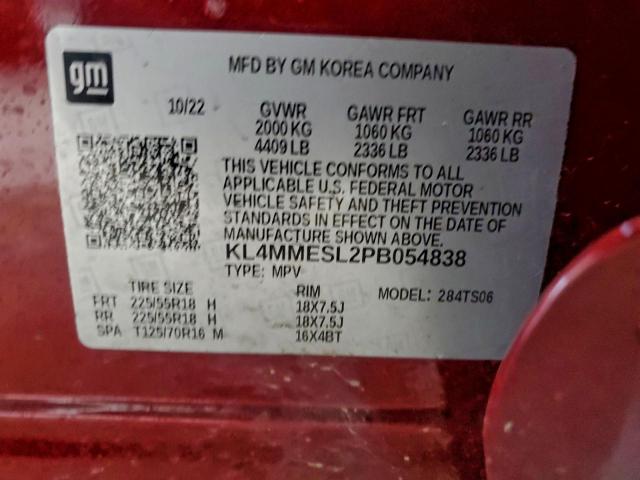 gm
MFD BY GM KOREA COMPANY
10/22 GVWR GAWR FRT GAWR RR
2000 KG 1060 KG 1060 KG
4409 LB 2336 LB 2336 LB
THIS VEHICLE CONFORMS TO ALL
APPLICABLE U.S. FEDERAL MOTOR
VEHICLE SAFETY AND THEFT PREVENTION
STANDARDS IN EFFECT ON THE DATE OF
MANUFACTURE SHOWN ABOVE.
KL4MMESL2PB054838
TYPE: MPV
TIRE SIZE RIM MODEL: 284TS06
FRT 225/55R18 H 18X7.5J
RR 225/55R18 H 18X7.5J
SPA T125/70R16 M 16X4BT